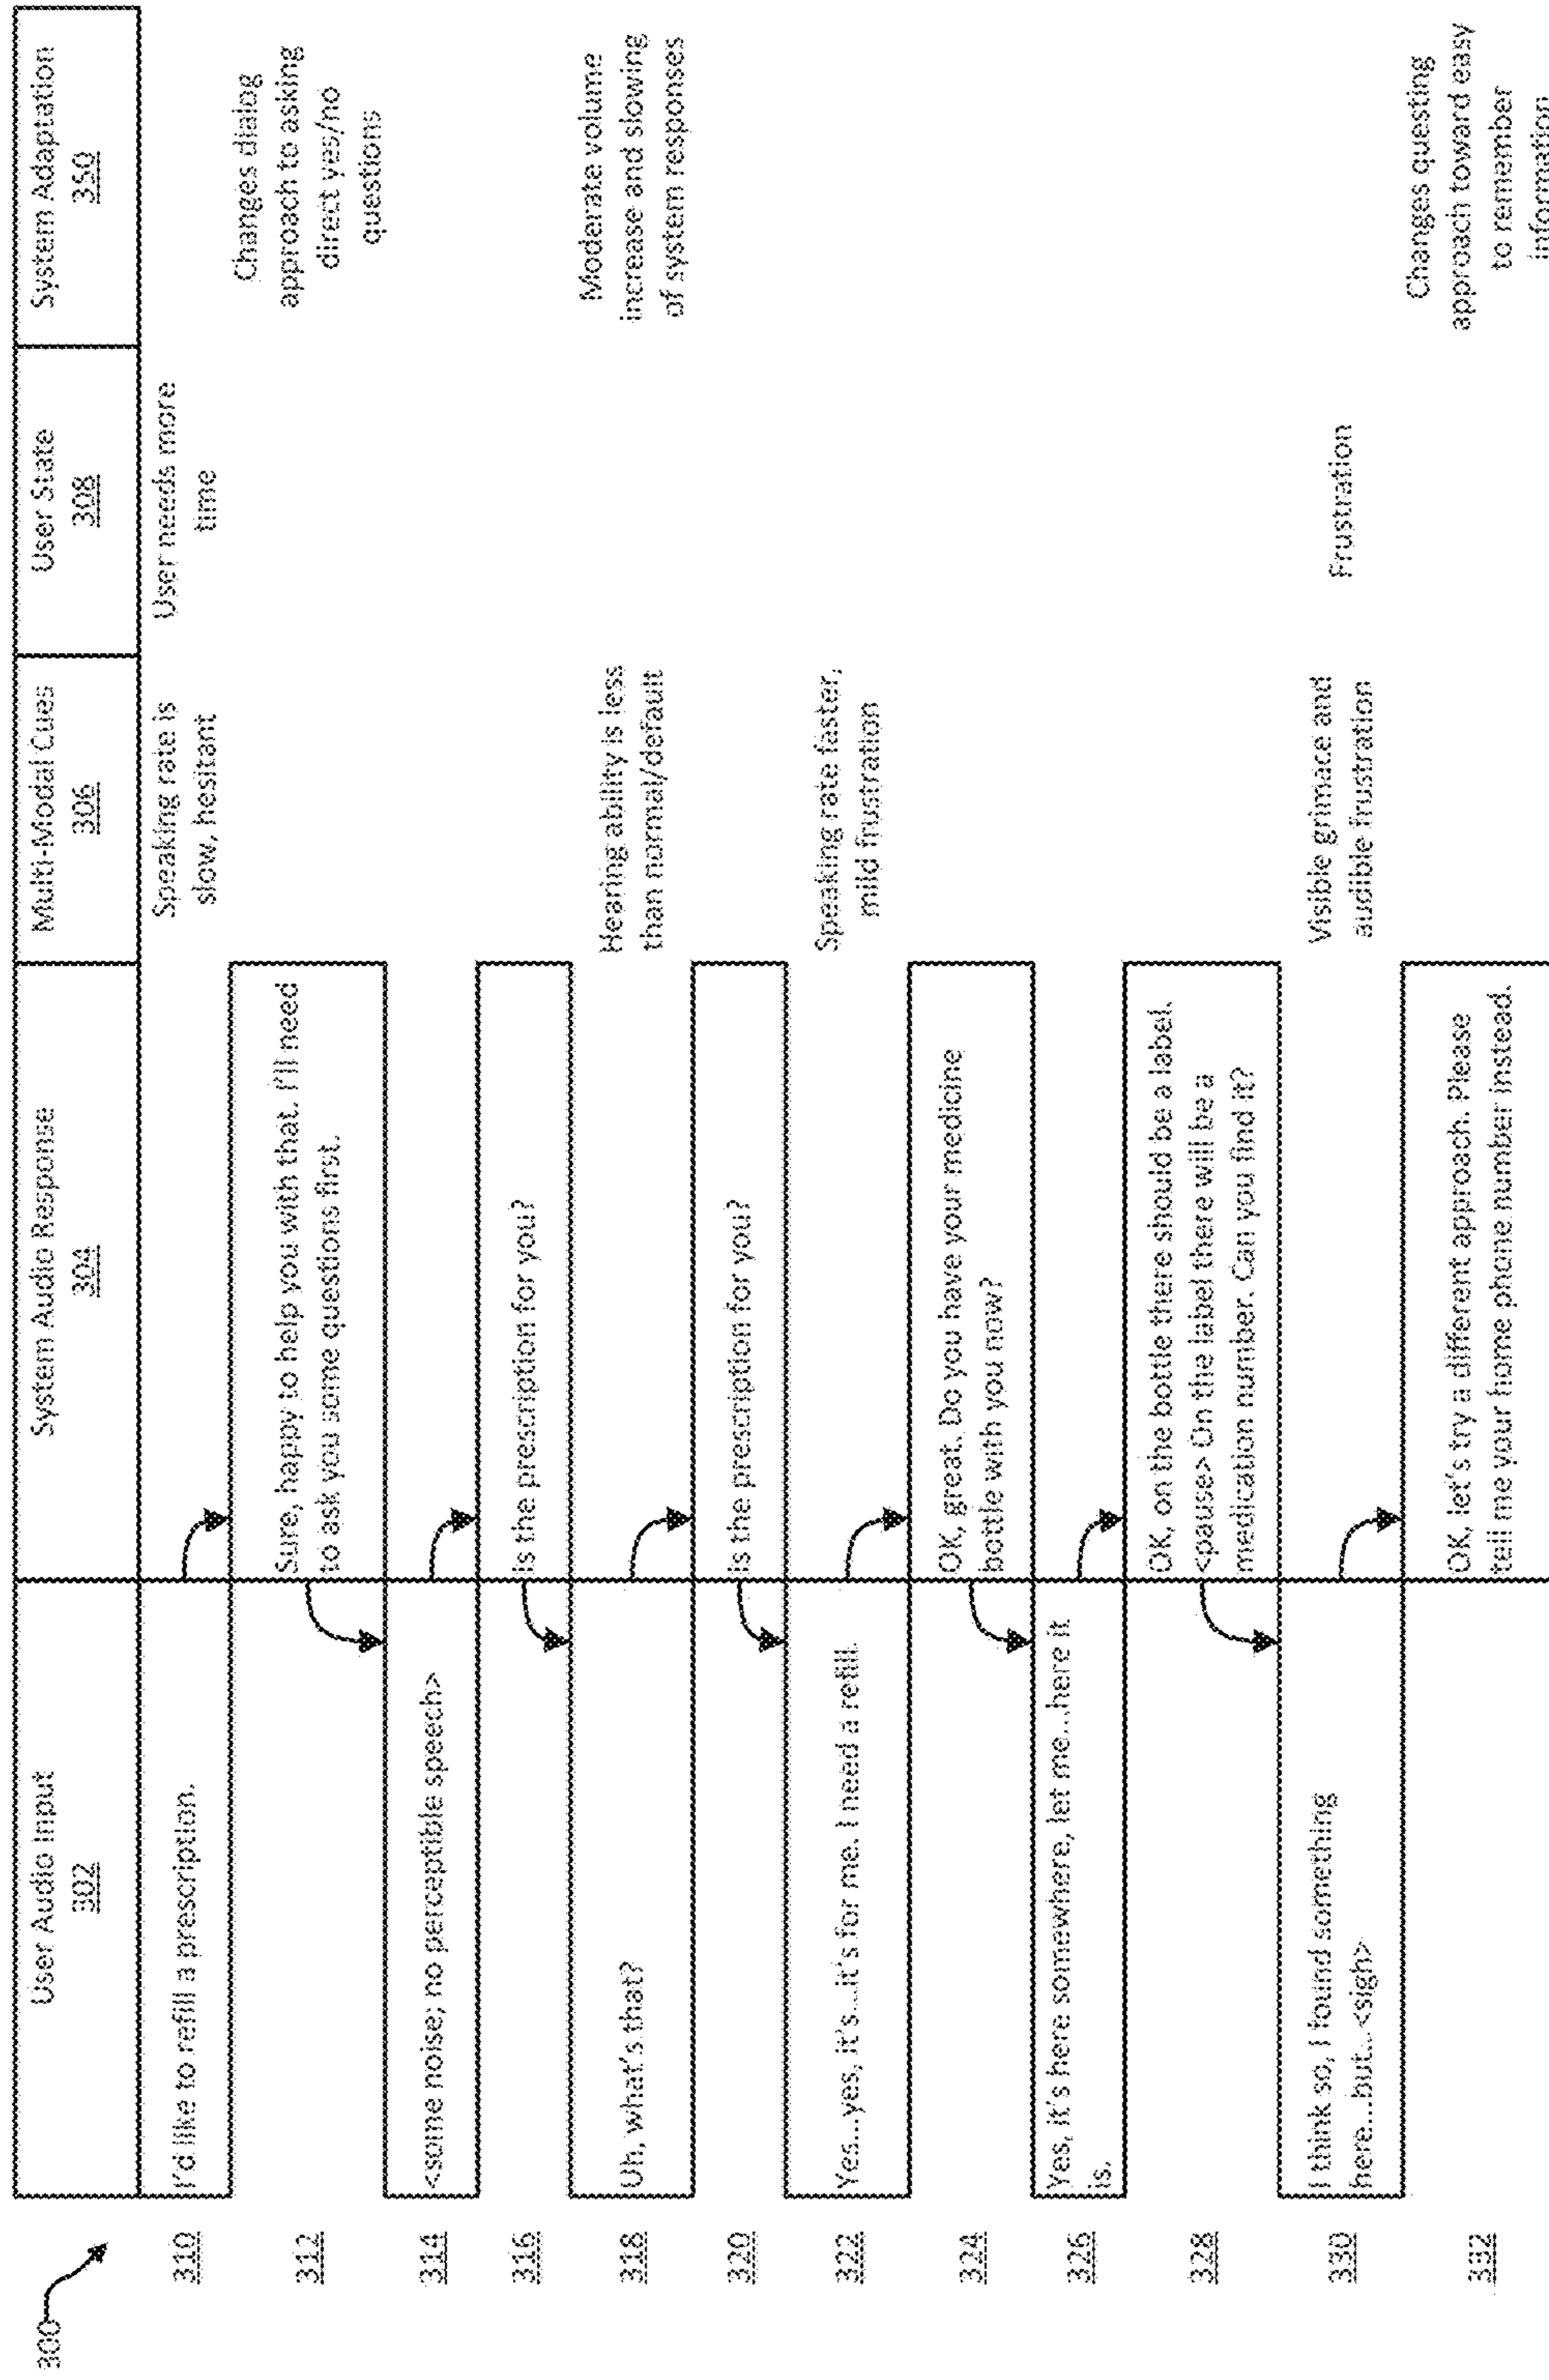 300
User Audio Input
302
System Audio Response
304
Multi-Modal Cues
306
User State
308
System Adaptation
350
310
I'd like to refill a prescription.
Speaking rate is
slow, hesitant
User needs more
time
312
Sure, happy to help you with that. I'll need
to ask you some questions first.
Changes dialog
approach to asking
direct yes/no
questions
314
<some noise; no perceptible speech>
316
Is the prescription for you?
318
Uh, what's that?
Hearing ability is less
than normal/default
Moderate volume
increase and slowing
of system responses
320
Is the prescription for you?
322
Yes...yes, it's...it's for me. I need a refill.
Speaking rate faster,
mild frustration
324
OK, great. Do you have your medicine
bottle with you now?
326
Yes, it's here somewhere, let me...here it
is.
328
OK, on the bottle there should be a label.
<pause> On the label there will be a
medication number. Can you find it?
330
I think so, I found something
here...but...<sigh>
Visible grimace and
audible frustration
Frustration
332
OK, let's try a different approach. Please
tell me your home phone number instead.
Changes questing
approach toward easy
to remember
information